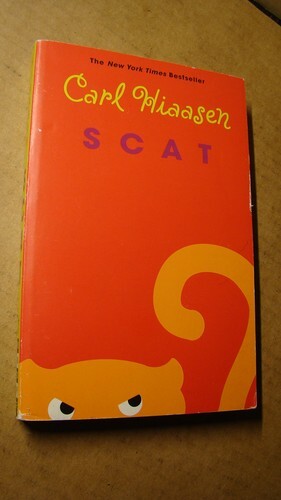 The New York Times Bestseller
Carl Hiaasen
SCAT